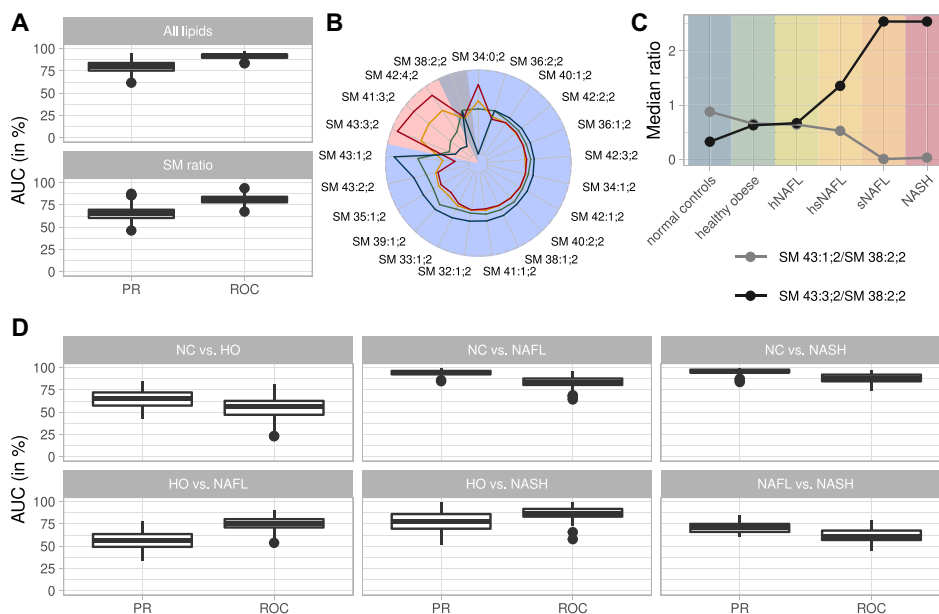 A
All lipids
100
75
50
25
0
SM ratio
100
75
50
25
0
AUC (in %)
PR
ROC
B
SM 34:0;2
SM 36:2;2
SM 40:1;2
SM 42:2;2
SM 36:1;2
SM 42:3;2
SM 34:1;2
SM 42:1;2
SM 40:2;2
SM 38:1;2
SM 41:1;2
SM 32:1;2
SM 33:1;2
SM 39:1;2
SM 35:1;2
SM 43:2;2
SM 43:1;2
SM 43:3;2
SM 41:3;2
SM 42:4;2
SM 38:2;2
C
Median ratio
2
1
0
normal controls
healthy obese
hNAFL
hsNAFL
sNAFL
NASH
SM 43:1;2/SM 38:2;2
SM 43:3;2/SM 38:2;2
D
AUC (in %)
NC vs. HO
NC vs. NAFL
NC vs. NASH
100
75
50
25
0
HO vs. NAFL
HO vs. NASH
NAFL vs. NASH
100
75
50
25
0
PR
ROC
PR
ROC
PR
ROC